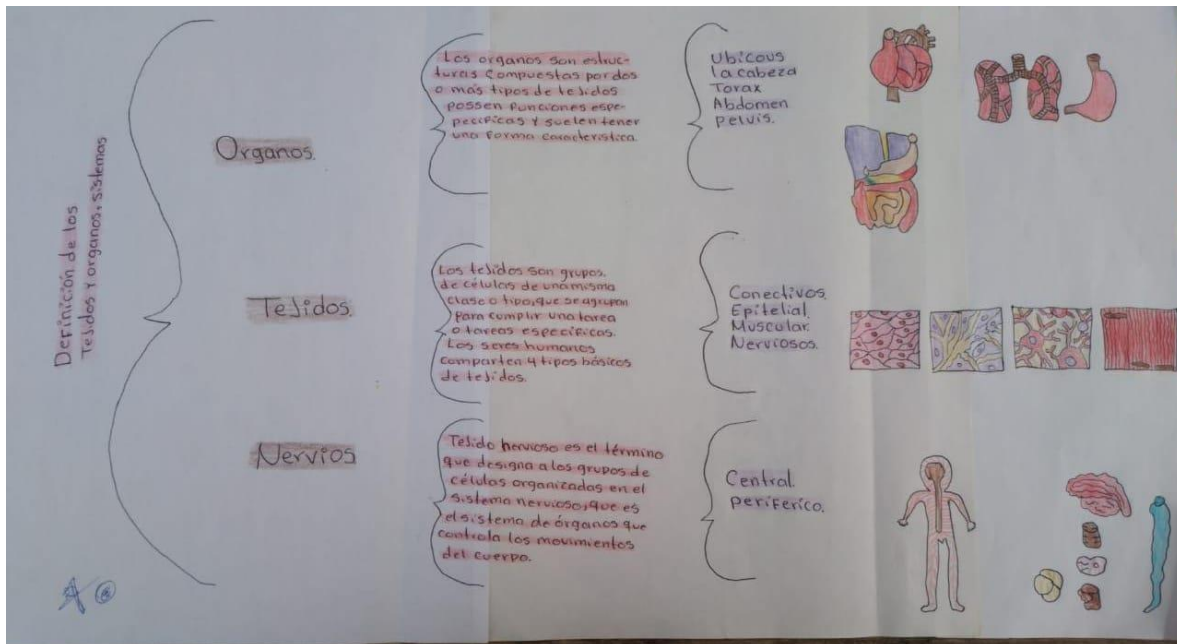 Definición de los
Tejidos y organos, sistemas
Organos.
Los organos son estruc-
turas compuestas por dos
o más tipos de tejidos
possen funciones espe-
pecificas y suelen tener
una forma caracteristica.
Ubicous
la cabeza
Torax
Abdomen
pelvis.
Tejidos
Los tejidos son grupos.
de células de una misma
clase o tipo, que se agrupan
para cumplir una tarea
o tareas especificas.
Los seres humanos
comparten 4 tipos básicos
de tejidos.
Conectivos.
Epitelial.
Muscular.
Nerviosos.
Nervios
Tejido nervioso es el término
que designa a los grupos de
células organizadas en el
sistema nervioso, que es
el sistema de órganos que
controla los movimientos
del cuerpo.
Central.
periferico.